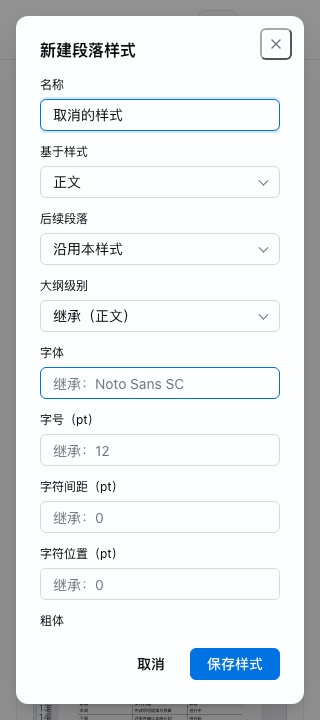 新建段落样式
名称
取消的样式
基于样式
正文
后续段落
沿用本样式
大纲级别
继承（正文）
字体
继承：Noto Sans SC
字号（pt）
继承：12
字符间距（pt）
继承：0
字符位置（pt）
继承：0
粗体
取消
保存样式